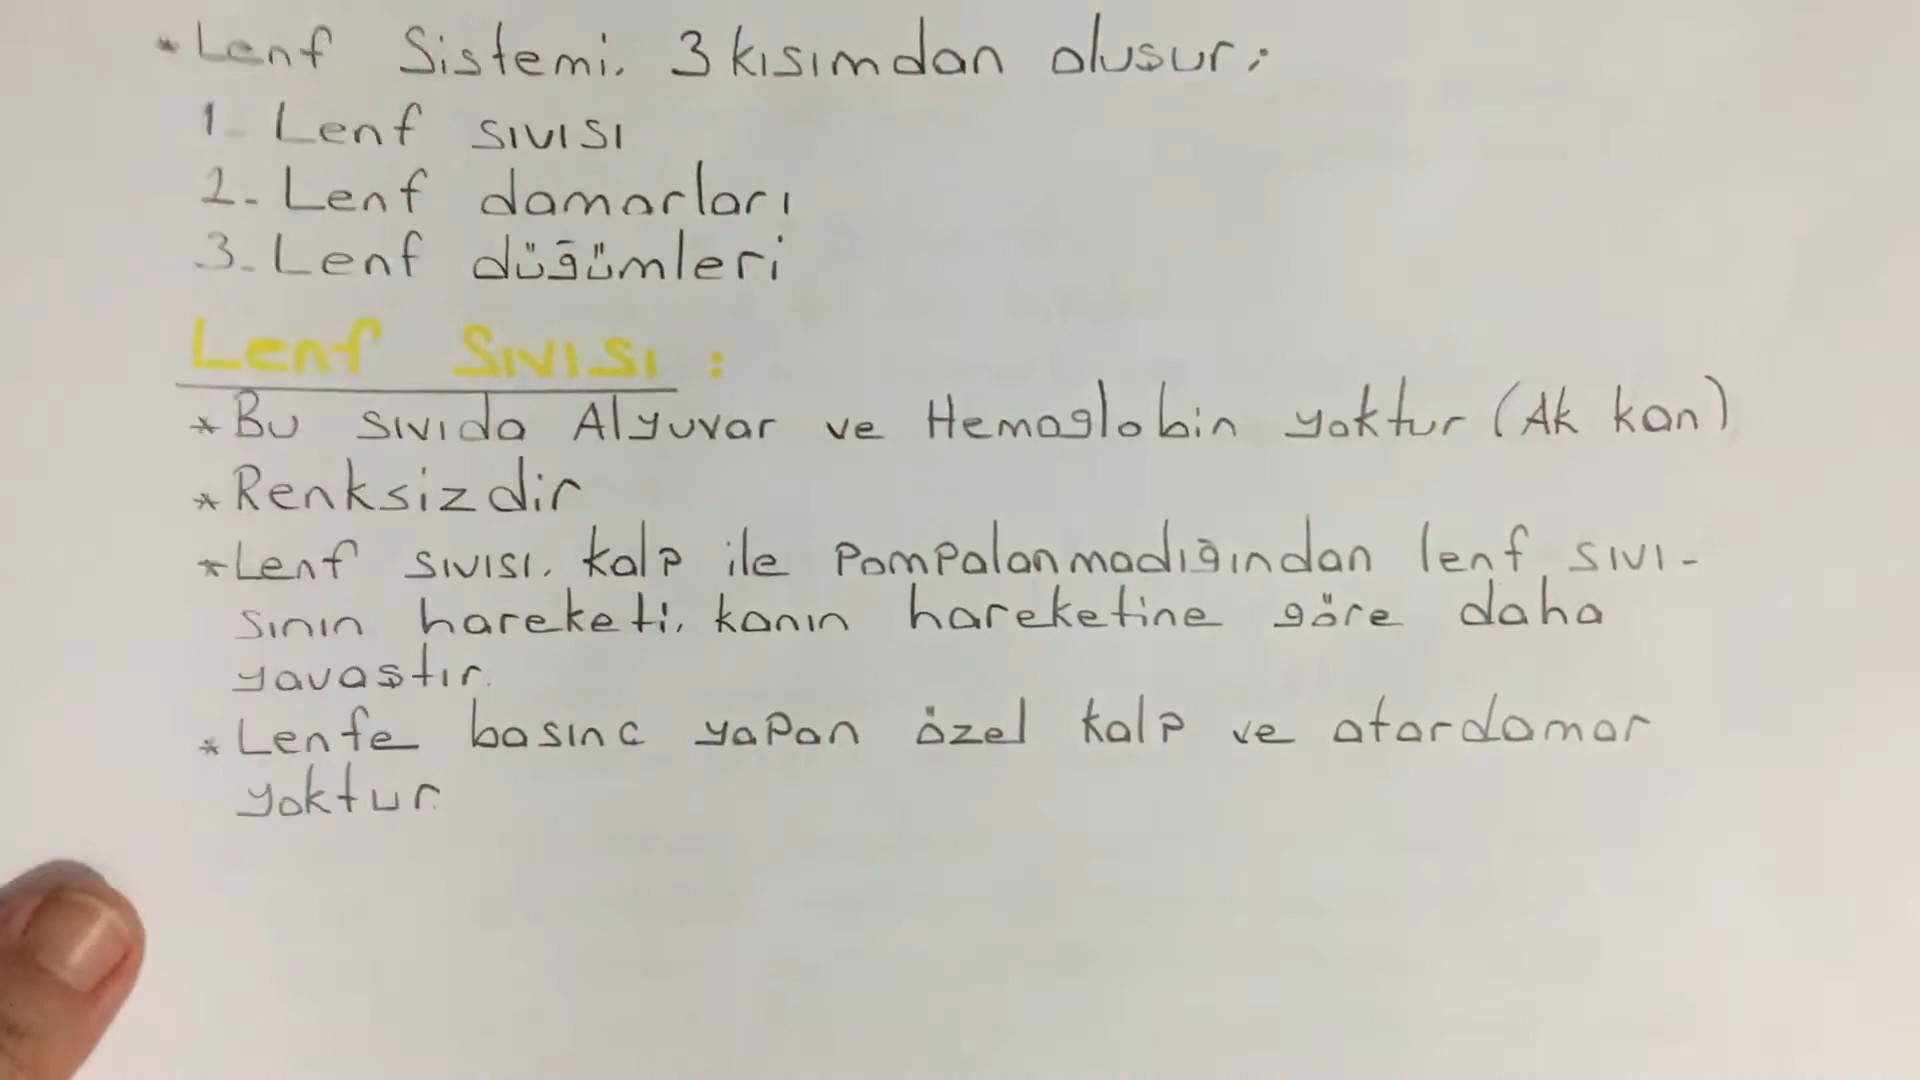 * Lenf Sistemi, 3 kısımdan olusur;
1- Lenf sıvısı
2- Lenf damarları
3- Lenf düğümleri
Lenf Sıvısı :
* Bu sıvıda Alyuvar ve Hemoglobin yoktur (Ak kan)
* Renksizdir
* Lenf sıvısı, kalp ile Pompalanmadığından lenf sıvı-
sının hareketi, kanın hareketine göre daha
yavaştır.
* Lenfe basınc yapan özel kalp ve atardamar
yoktur.